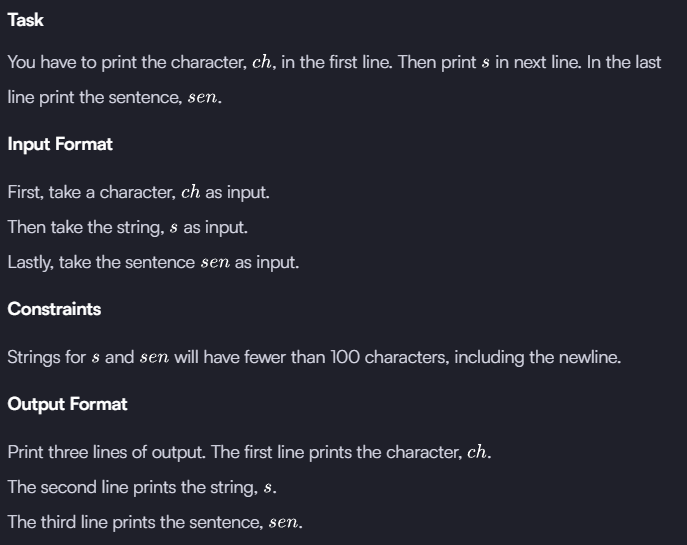 Task
You have to print the character, ch, in the first line. Then print s in next line. In the last
line print the sentence, sen.
Input Format
First, take a character, ch as input.
Then take the string, s as input.
Lastly, take the sentence sen as input.
Constraints
Strings for s and sen will have fewer than 100 characters, including the newline.
Output Format
Print three lines of output. The first line prints the character, ch.
The second line prints the string, s.
The third line prints the sentence, sen.